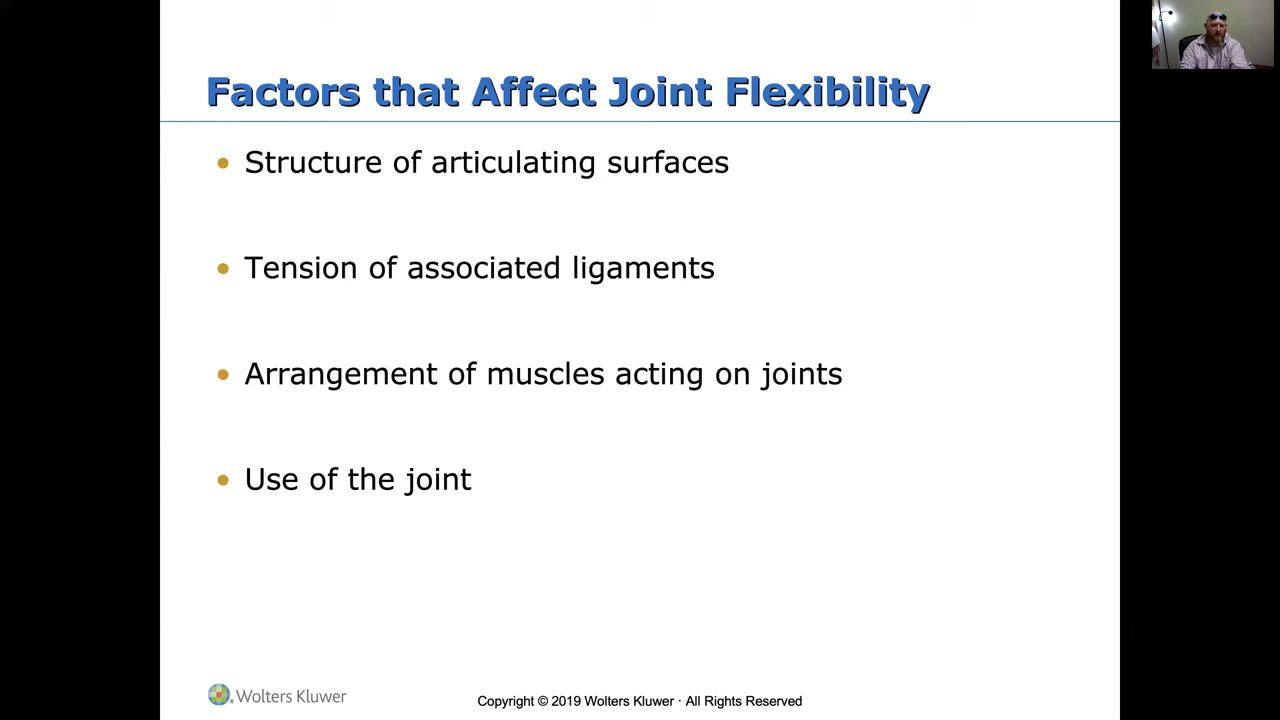 Factors that Affect Joint Flexibility
• Structure of articulating surfaces
• Tension of associated ligaments
• Arrangement of muscles acting on joints
• Use of the joint
Wolters Kluwer
Copyright © 2019 Wolters Kluwer · All Rights Reserved